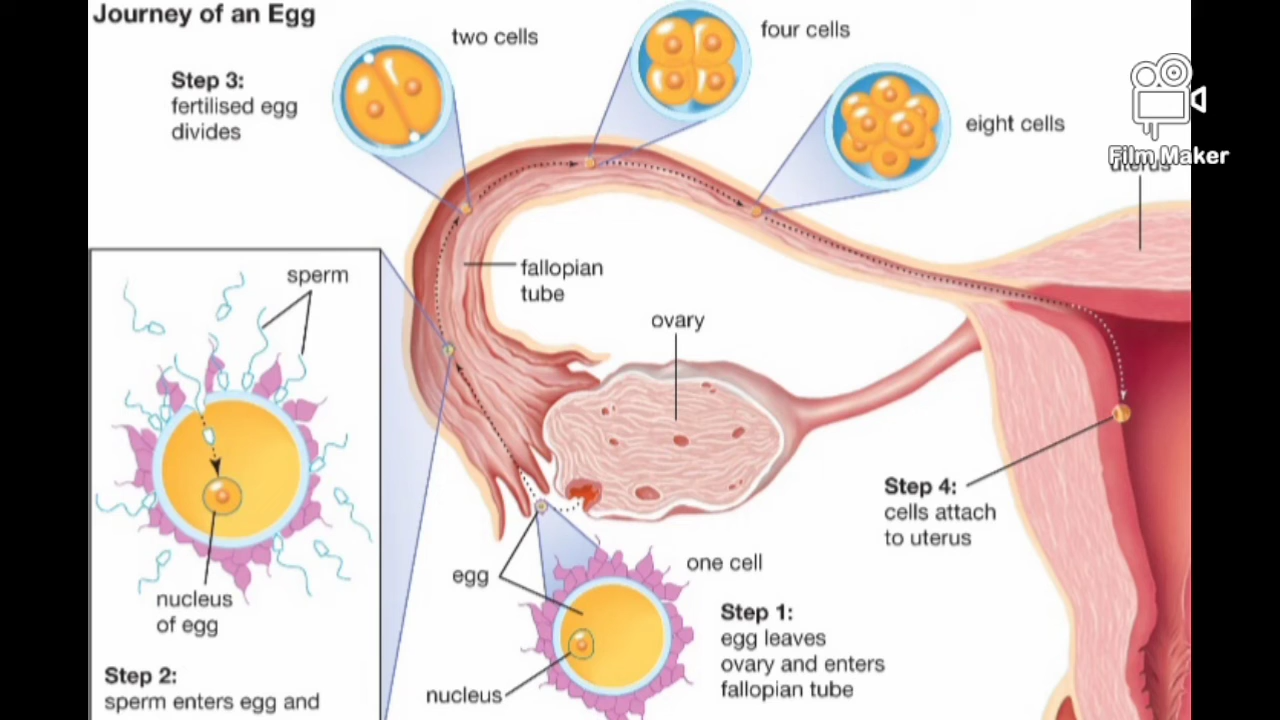 Journey of an Egg
two cells
four cells
Step 3:
fertilised egg
divides
eight cells
Film Maker
uterus
sperm
fallopian
tube
ovary
Step 4:
cells attach
to uterus
egg
one cell
nucleus
of egg
Step 1:
egg leaves
ovary and enters
fallopian tube
nucleus
Step 2:
sperm enters egg and